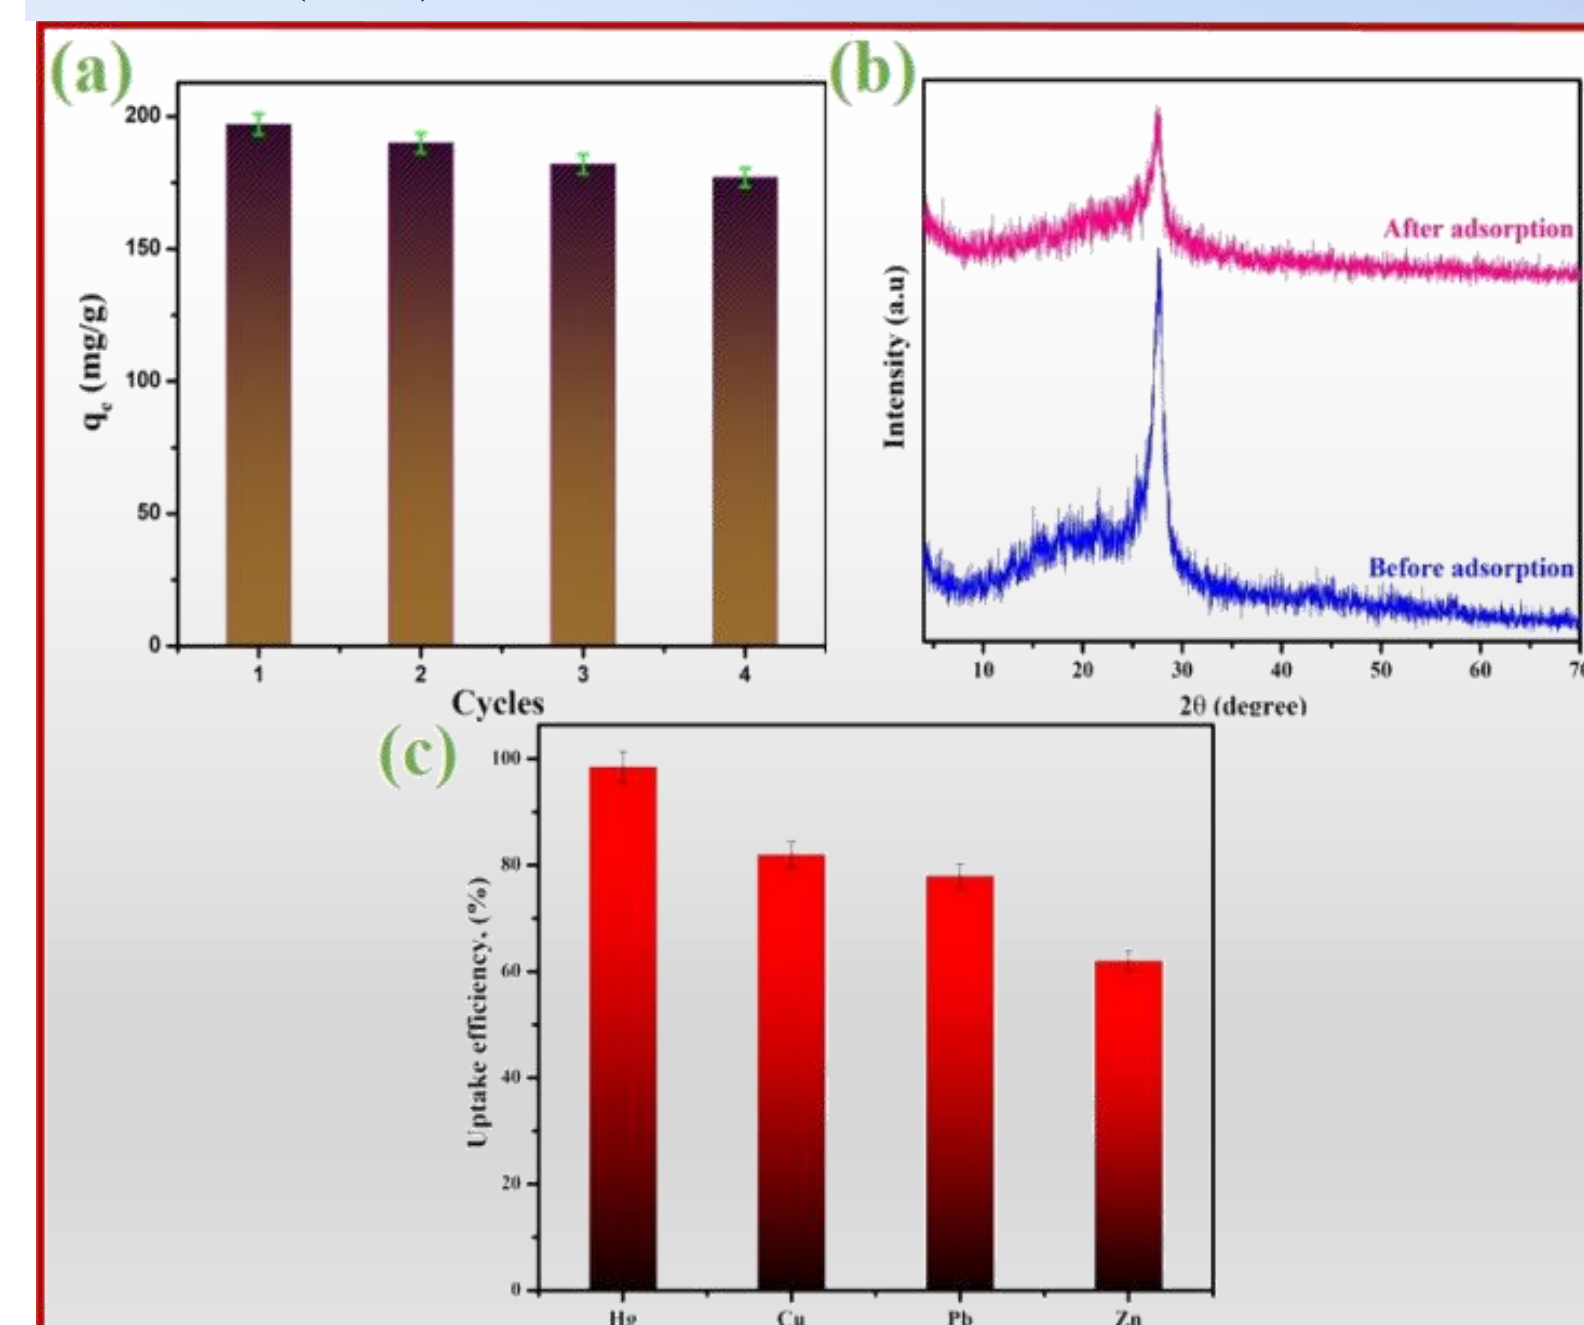 (a)
200
150
100
50
0
qe (mg/g)
1 2 3 4
Cycles
(b)
Intensity (a.u)
After adsorption
Before adsorption
10 20 30 40 50 60
2θ (degree)
(c)
100
80
60
40
20
0
Uptake efficiency, (%)
Hg Cu Pb Zn